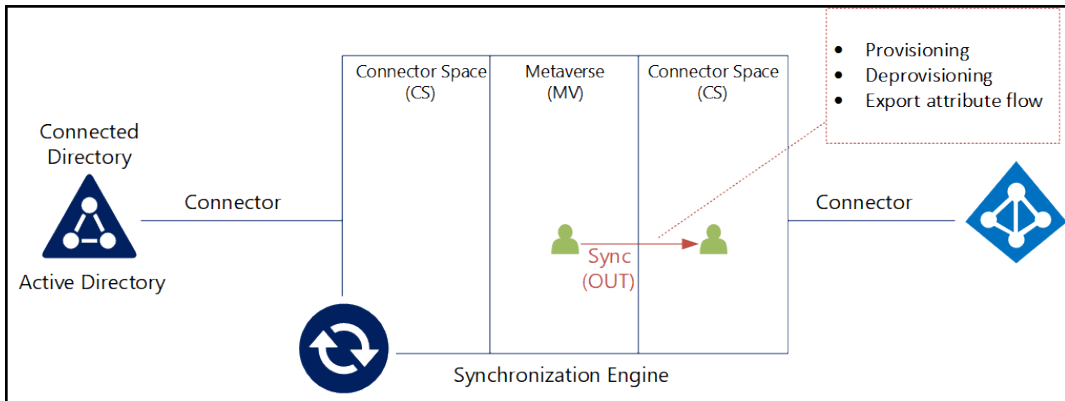 Connector Space
(CS)
Metaverse
(MV)
Connector Space
(CS)
• Provisioning
• Deprovisioning
• Export attribute flow
Connected
Directory
Connector
Connector
Sync
(OUT)
Active Directory
Synchronization Engine